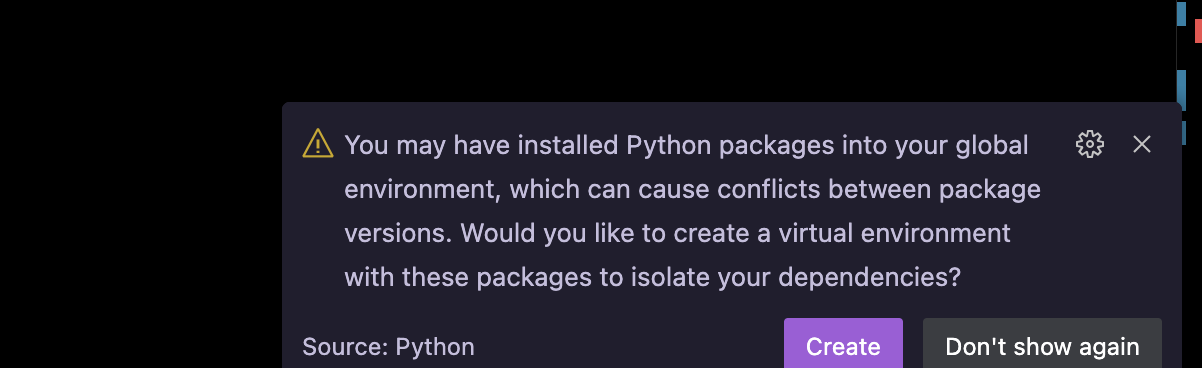 You may have installed Python packages into your global
environment, which can cause conflicts between package
versions. Would you like to create a virtual environment
with these packages to isolate your dependencies?
Source: Python
Create
Don't show again